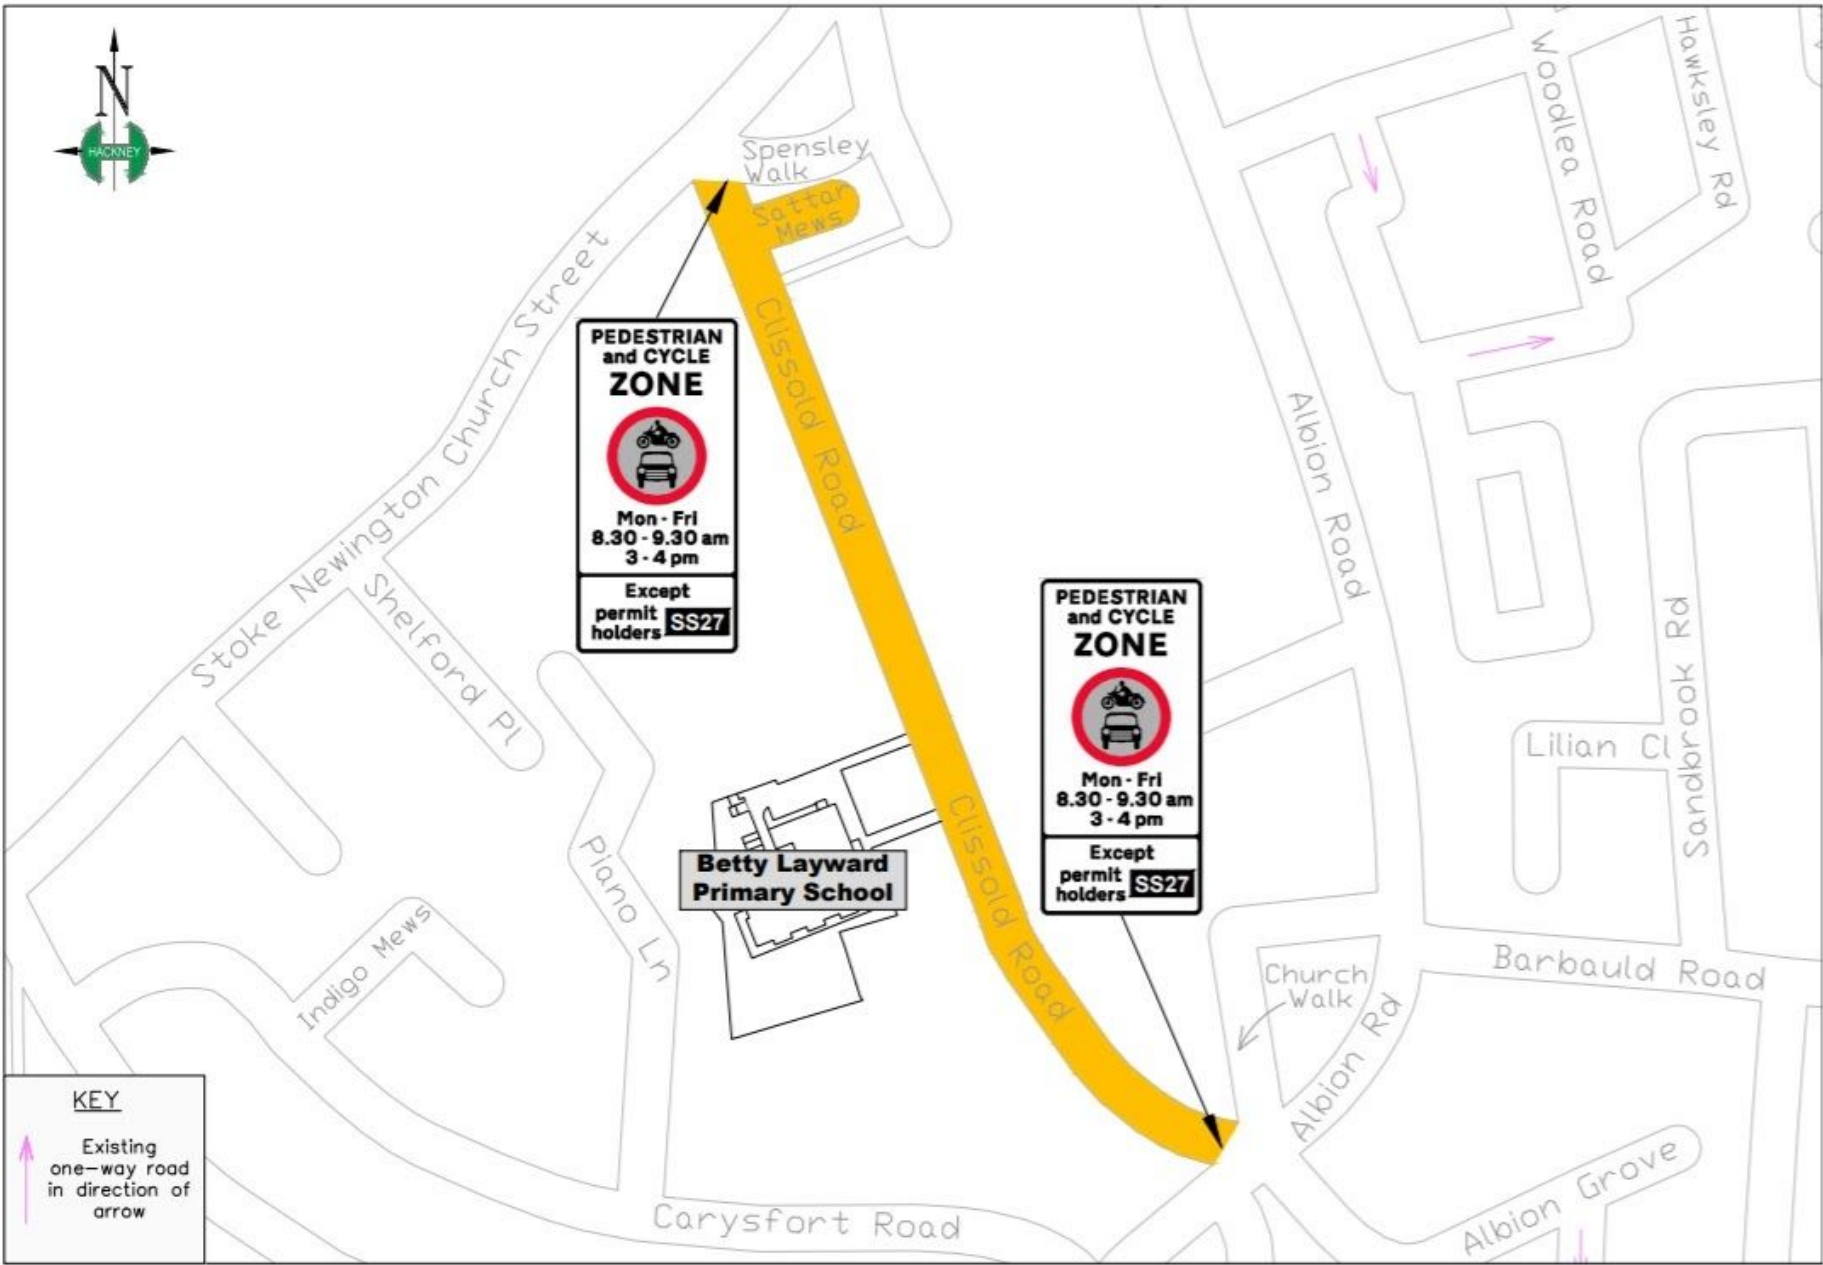 N
HACKNEY
Spensley
Walk
Sattar
Mews
Stoke Newington Church Street
Woodlea Road
Hawksley Rd
PEDESTRIAN
and CYCLE
ZONE
Mon - Fri
8.30 - 9.30 am
3 - 4 pm
Except
permit
holders SS27
Clissold Road
Albion Road
Shelford Pl
PEDESTRIAN
and CYCLE
ZONE
Mon - Fri
8.30 - 9.30 am
3 - 4 pm
Except
permit
holders SS27
Sandbrook Rd
Lilian Cl
Betty Layward
Primary School
Clissold Road
Piano Ln
Indigo Mews
Clissold Road
Church
Walk
Barbauld Road
Albion Rd
Albion Grove
Carysfort Road
KEY
Existing
one-way road
in direction of
arrow